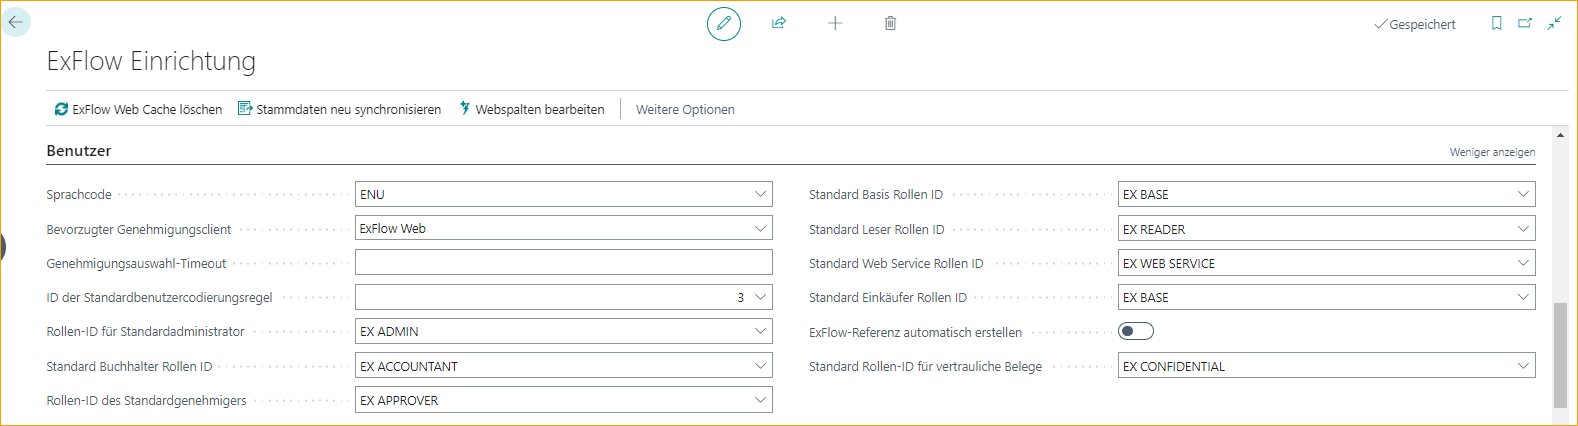 Gespeichert
ExFlow Einrichtung
ExFlow Web Cache löschen Stammdaten neu synchronisieren Webspalten bearbeiten Weitere Optionen
Benutzer
Weniger anzeigen
Sprachcode ENU
Bevorzugter Genehmigungsclient ExFlow Web
Genehmigungsauswahl-Timeout
ID der Standardbenutzercodierungsregel 3
Rollen-ID für Standardadministrator EX ADMIN
Standard Buchhalter Rollen ID EX ACCOUNTANT
Rollen-ID des Standardgenehmigers EX APPROVER
Standard Basis Rollen ID EX BASE
Standard Leser Rollen ID EX READER
Standard Web Service Rollen ID EX WEB SERVICE
Standard Einkäufer Rollen ID EX BASE
ExFlow-Referenz automatisch erstellen
Standard Rollen-ID für vertrauliche Belege EX CONFIDENTIAL